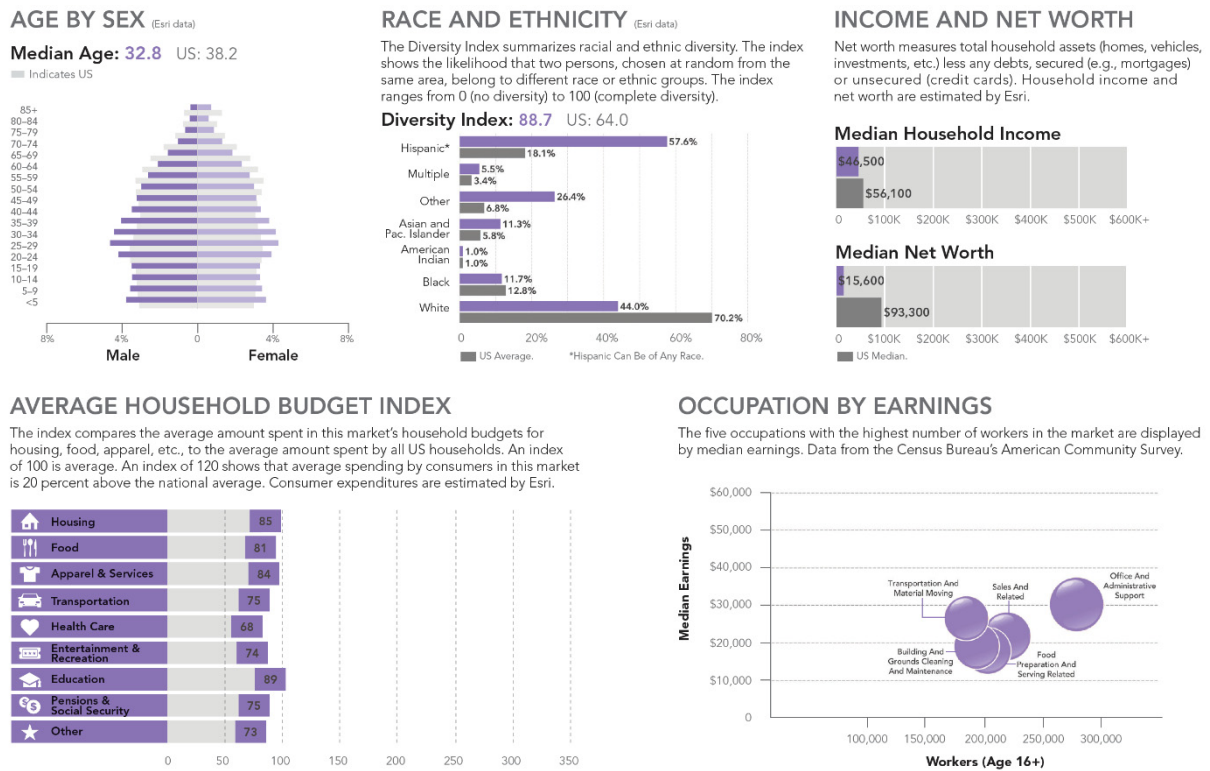 AGE BY SEX (Esri data)
Median Age: 32.8 US: 38.2
Indicates US
85+
80–84
75–79
70–74
65–69
60–64
55–59
50–54
45–49
40–44
35–39
30–34
25–29
20–24
15–19
10–14
5–9
<5
8%
4%
0
4%
8%
Male
Female
RACE AND ETHNICITY (Esri data)
The Diversity Index summarizes racial and ethnic diversity. The index
shows the likelihood that two persons, chosen at random from the
same area, belong to different race or ethnic groups. The index
ranges from 0 (no diversity) to 100 (complete diversity).
Diversity Index: 88.7 US: 64.0
Hispanic*
57.6%
18.1%
Multiple
5.5%
3.4%
Other
26.4%
6.8%
Asian and
Pac. Islander
11.3%
5.8%
American
Indian
1.0%
1.0%
Black
11.7%
12.8%
White
44.0%
70.2%
0
20%
40%
60%
80%
US Average.
*Hispanic Can Be of Any Race.
INCOME AND NET WORTH
Net worth measures total household assets (homes, vehicles,
investments, etc.) less any debts, secured (e.g., mortgages)
or unsecured (credit cards). Household income and
net worth are estimated by Esri.
Median Household Income
$46,500
$56,100
0 $100K $200K $300K $400K $500K $600K+
Median Net Worth
$15,600
$93,300
0 $100K $200K $300K $400K $500K $600K+
US Median.
AVERAGE HOUSEHOLD BUDGET INDEX
The index compares the average amount spent in this market's household budgets for
housing, food, apparel, etc., to the average amount spent by all US households. An index
of 100 is average. An index of 120 shows that average spending by consumers in this market
is 20 percent above the national average. Consumer expenditures are estimated by Esri.
Housing 85
Food 81
Apparel & Services 84
Transportation 75
Health Care 68
Entertainment &
Recreation 74
Education 89
Pensions &
Social Security 75
Other 73
0 50 100 150 200 250 300 350
OCCUPATION BY EARNINGS
The five occupations with the highest number of workers in the market are displayed
by median earnings. Data from the Census Bureau's American Community Survey.
$60,000
$50,000
$40,000
$30,000
$20,000
$10,000
0
Median Earnings
Transportation And
Material Moving
Sales And
Related
Office And
Administrative
Support
Building And
Grounds Cleaning
And Maintenance
Food
Preparation And
Serving Related
100,000 150,000 200,000 250,000 300,000
Workers (Age 16+)